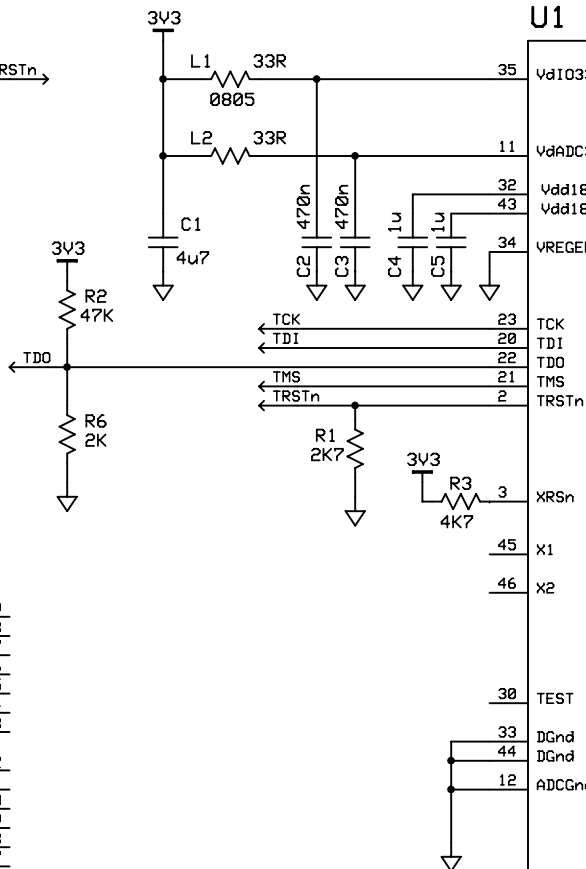 U1
3V3
RSTn
L1 33R
0805
35 VdIO33
L2 33R
11 VdADC3
32 Vdd18
43 Vdd18
34 VREGEN
C1
4u7
C2 470n
C3 470n
C4 1u
C5 1u
3V3
R2
47K
TCK 23 TCK
TDI 20 TDI
TDO 22 TDO
TMS 21 TMS
TRSTn 2 TRSTn
R6
2K
R1
2K7
3V3
R3
4K7
3 XRSn
45 X1
46 X2
30 TEST
33 DGnd
44 DGnd
12 ADCGnd